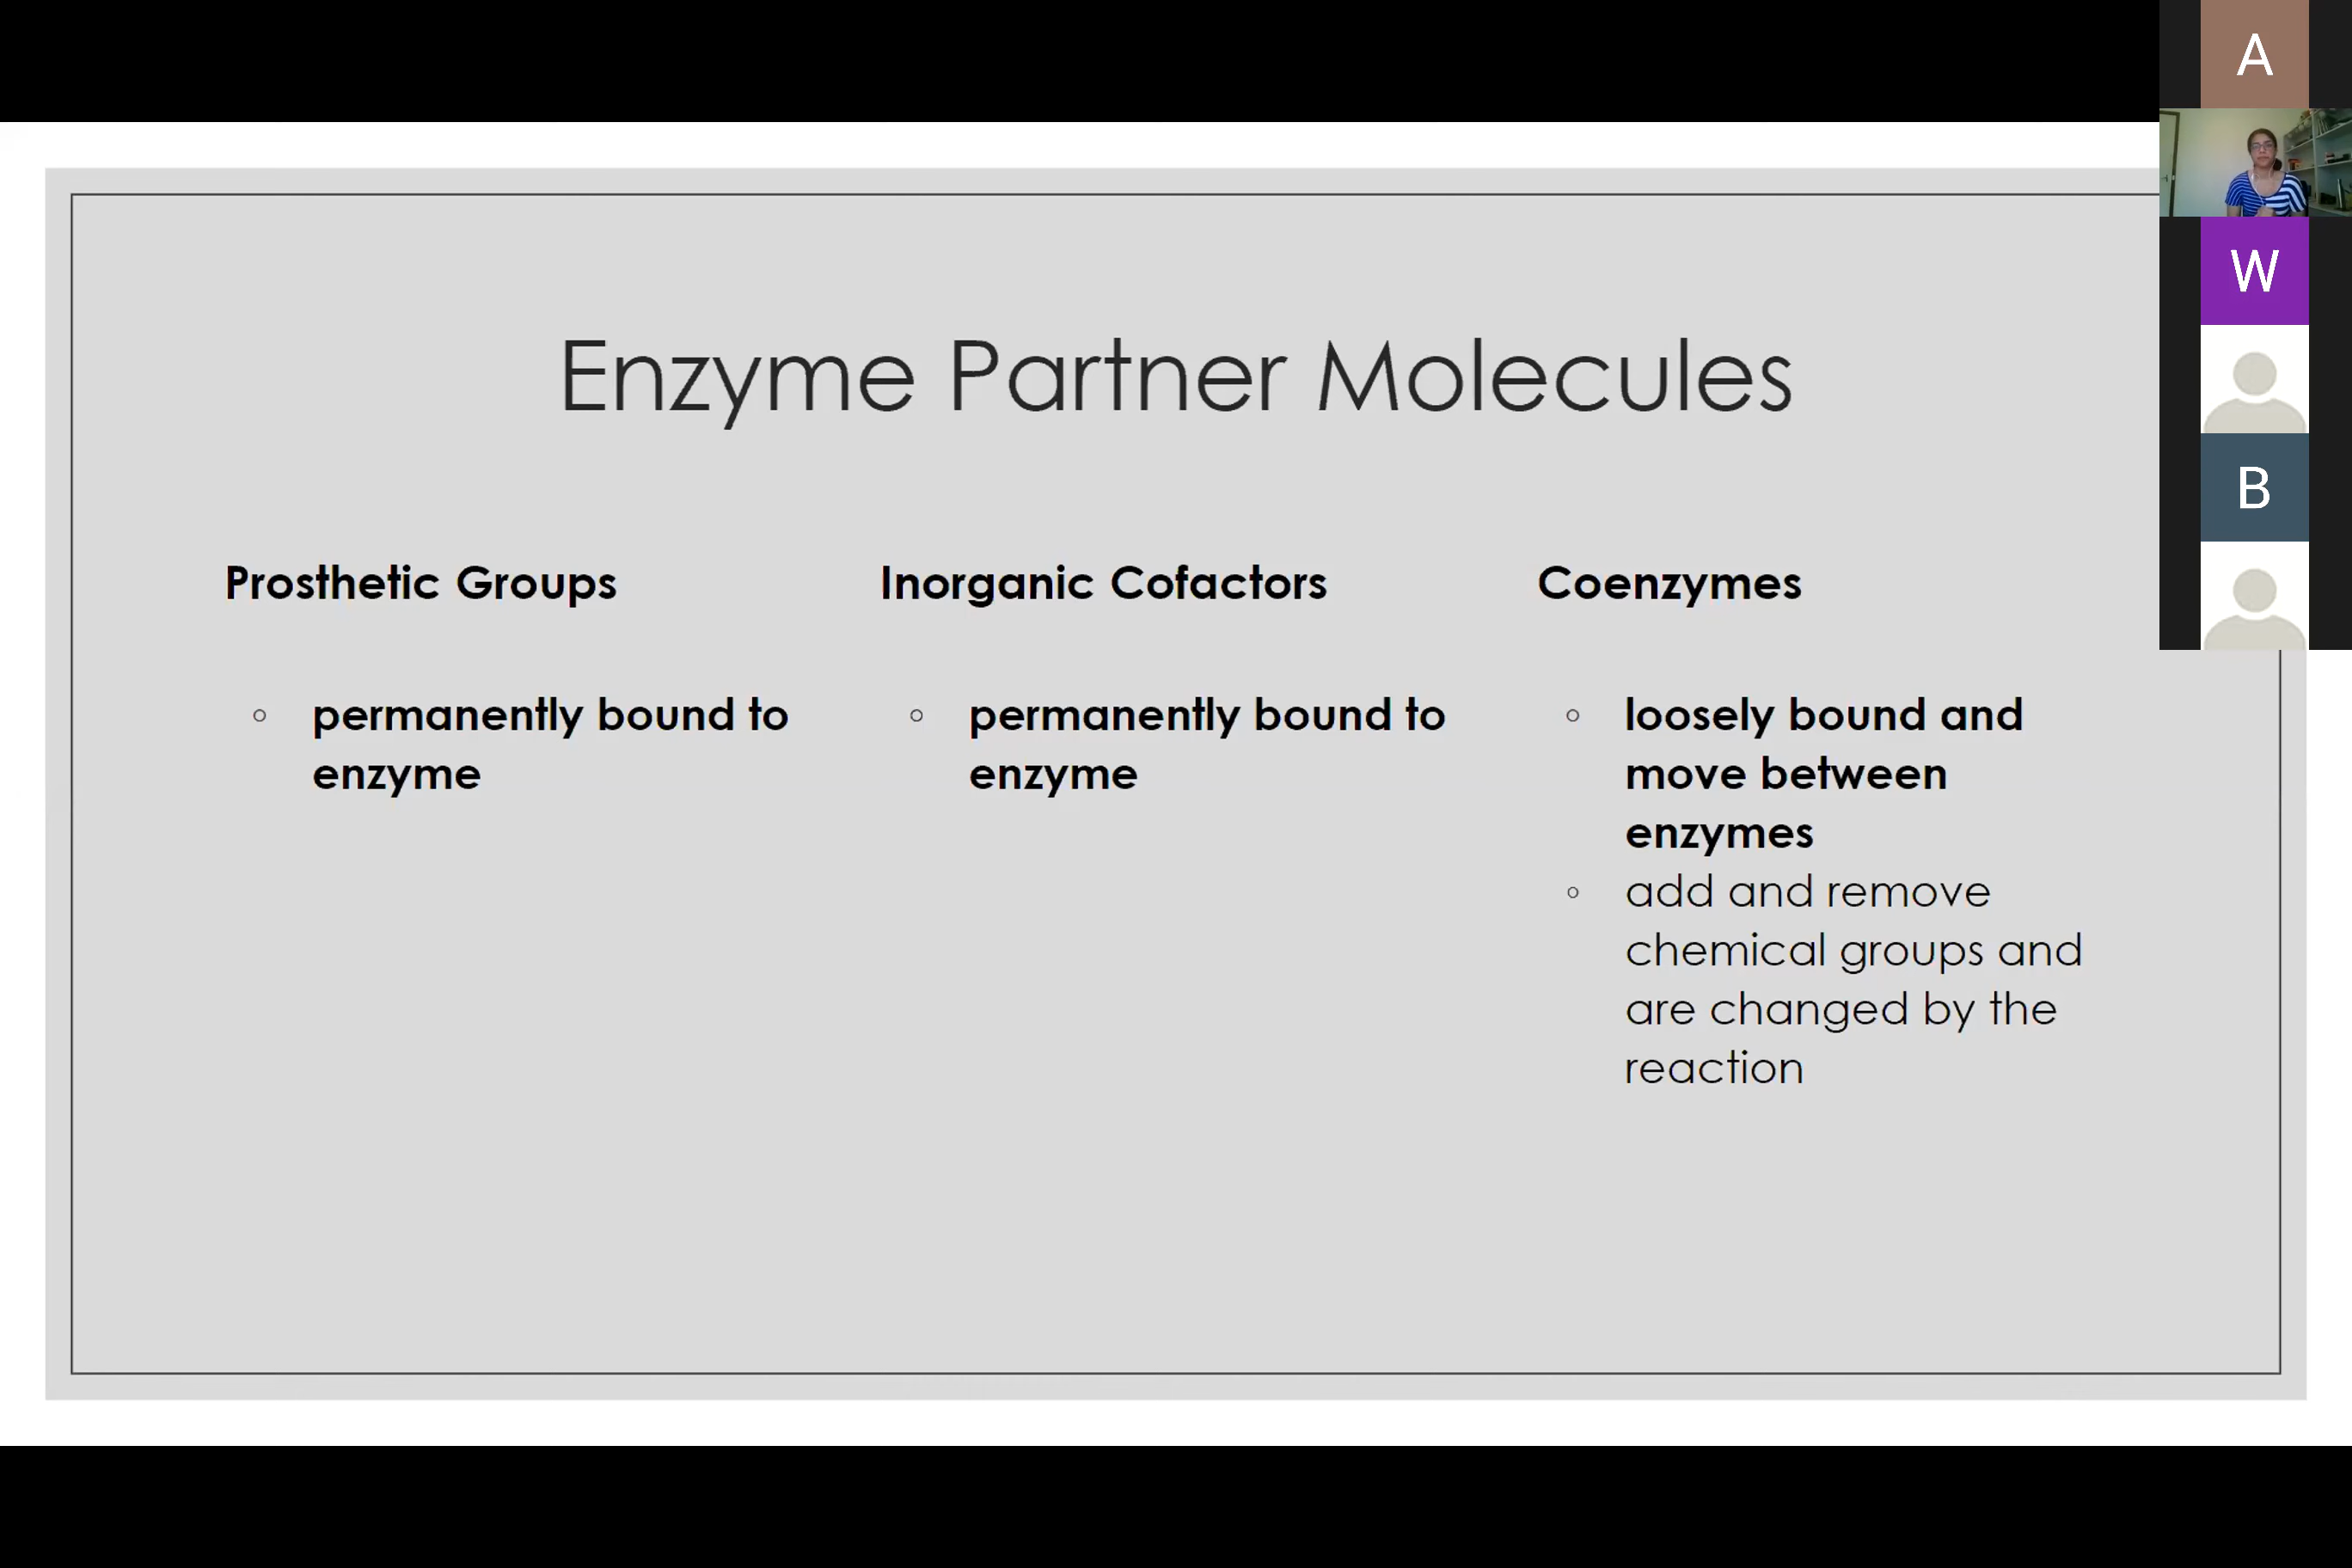 A
W
B
Enzyme Partner Molecules
Prosthetic Groups
permanently bound to
enzyme
Inorganic Cofactors
permanently bound to
enzyme
Coenzymes
loosely bound and
move between
enzymes
add and remove
chemical groups and
are changed by the
reaction